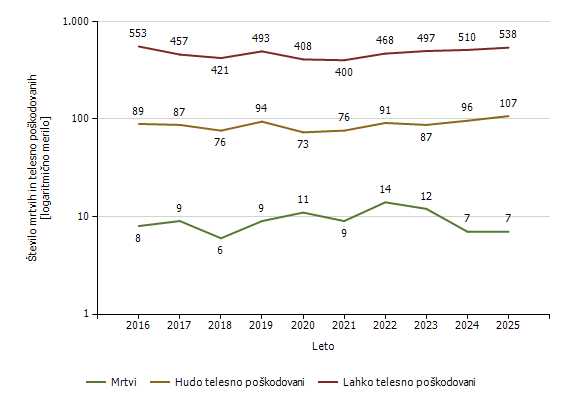 1.000
100
10
1
Število mrtvih in telesno poškodovanih
[logaritmično merilo]
553 457 421 493 408 400 468 497 510 538
89 87 76 94 73 76 91 87 96 107
8 9 6 9 11 9 14 12 7 7
2016 2017 2018 2019 2020 2021 2022 2023 2024 2025
Leto
Mrtvi Hudo telesno poškodovani Lahko telesno poškodovani